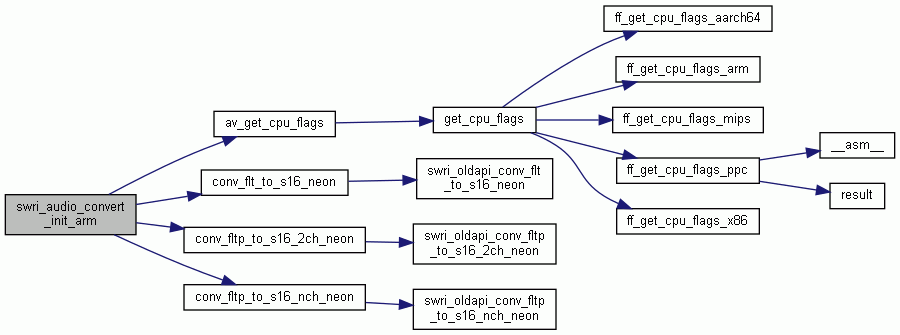 swri_audio_convert
_init_arm
av_get_cpu_flags
conv_flt_to_s16_neon
conv_fltp_to_s16_2ch_neon
conv_fltp_to_s16_nch_neon
get_cpu_flags
swri_oldapi_conv_flt
_to_s16_neon
swri_oldapi_conv_fltp
_to_s16_2ch_neon
swri_oldapi_conv_fltp
_to_s16_nch_neon
ff_get_cpu_flags_aarch64
ff_get_cpu_flags_arm
ff_get_cpu_flags_mips
ff_get_cpu_flags_ppc
ff_get_cpu_flags_x86
__asm__
result